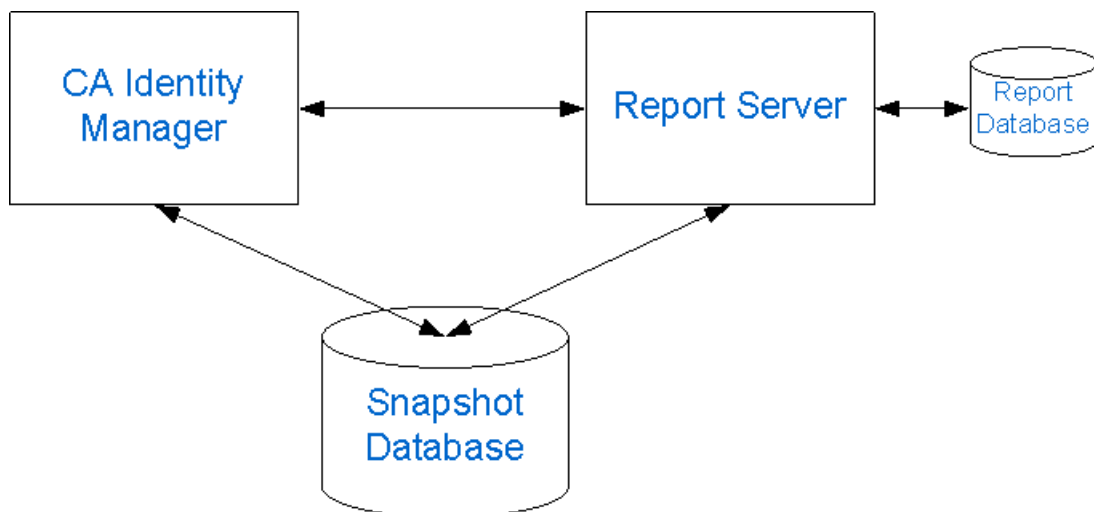 CA Identity
Manager
Report Server
Report
Database
Snapshot
Database